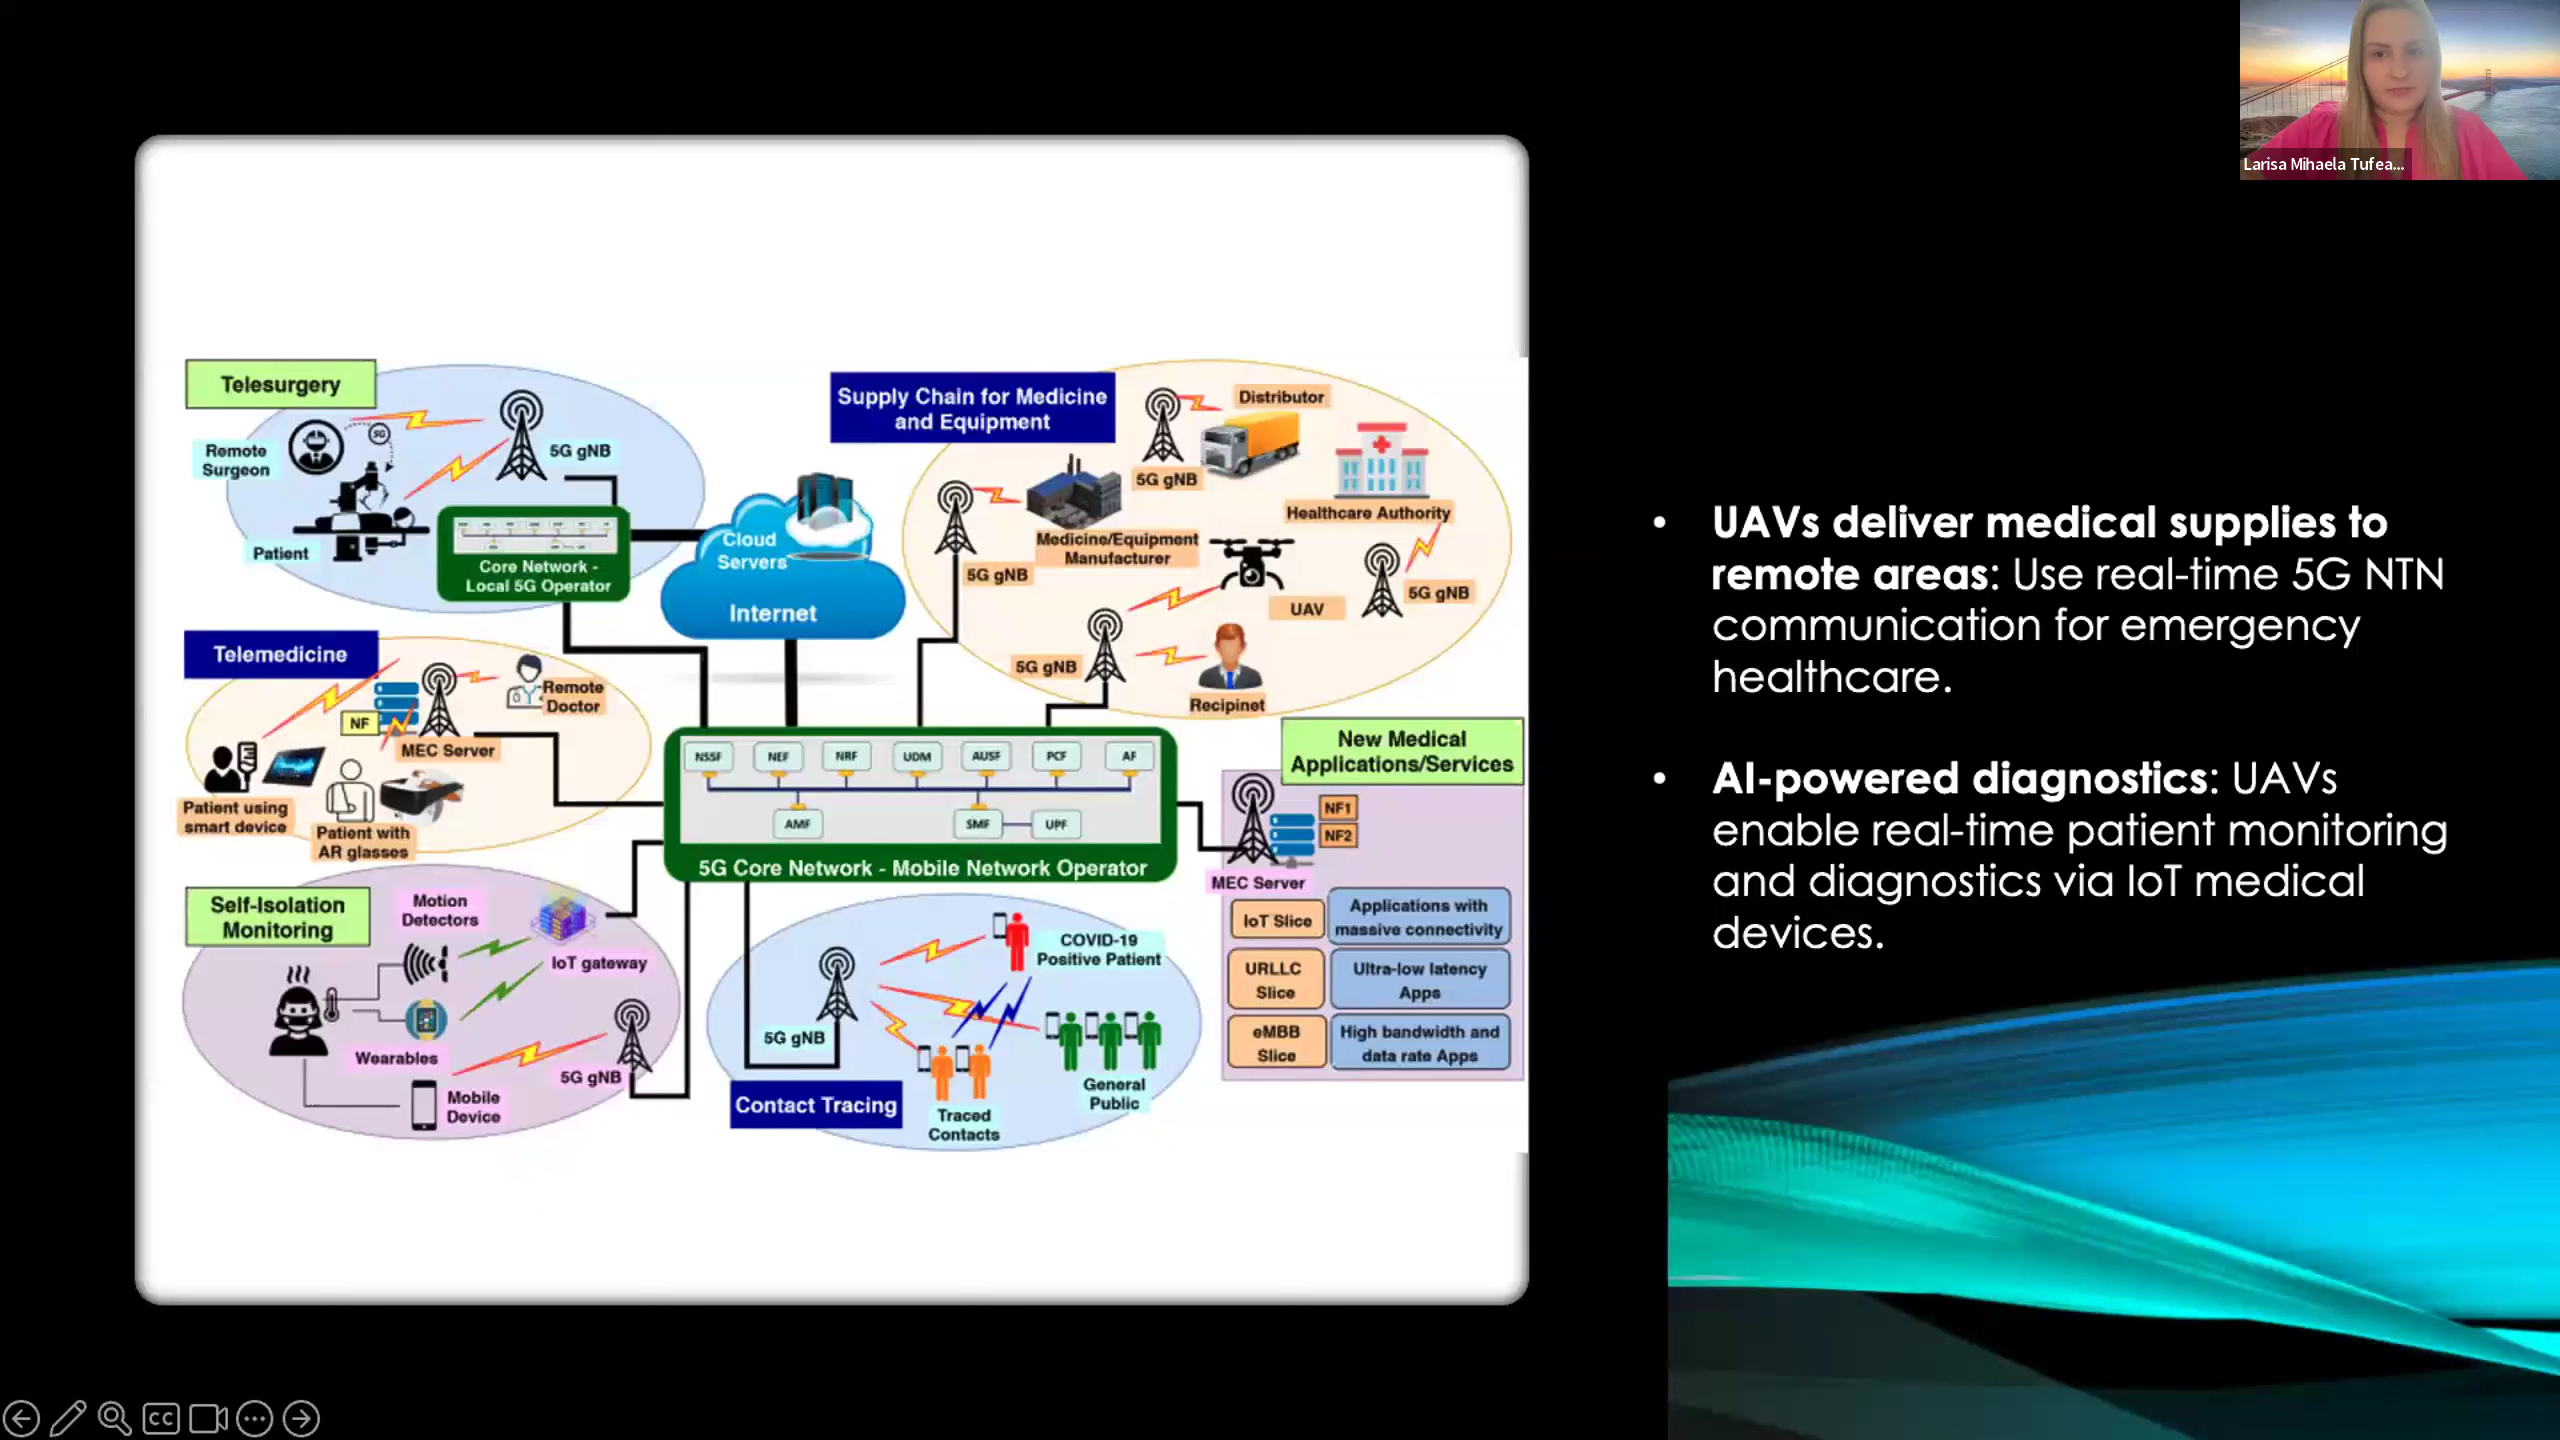 Larisa Mihaela Tufea...
Telesurgery
Remote
Surgeon
5G
5G gNB
Patient
Core Network -
Local 5G Operator
Cloud
Servers
Internet
Supply Chain for Medicine
and Equipment
Distributor
5G gNB
Healthcare Authority
Medicine/Equipment
Manufacturer
5G gNB
UAV
5G gNB
5G gNB
Recipinet
Telemedicine
Remote
Doctor
NF
MEC Server
Patient using
smart device
Patient with
AR glasses
NSSF
NEF
NRF
UDM
AUSF
PCF
AF
AMF
SMF
UPF
5G Core Network - Mobile Network Operator
New Medical
Applications/Services
NF1
NF2
MEC Server
IoT Slice
Applications with
massive connectivity
URLLC
Slice
Ultra-low latency
Apps
eMBB
Slice
High bandwidth and
data rate Apps
Self-Isolation
Monitoring
Motion
Detectors
IoT gateway
Wearables
5G gNB
Mobile
Device
COVID-19
Positive Patient
5G gNB
General
Public
Contact Tracing
Traced
Contacts
• UAVs deliver medical supplies to
remote areas: Use real-time 5G NTN
communication for emergency
healthcare.
• AI-powered diagnostics: UAVs
enable real-time patient monitoring
and diagnostics via IoT medical
devices.
CC